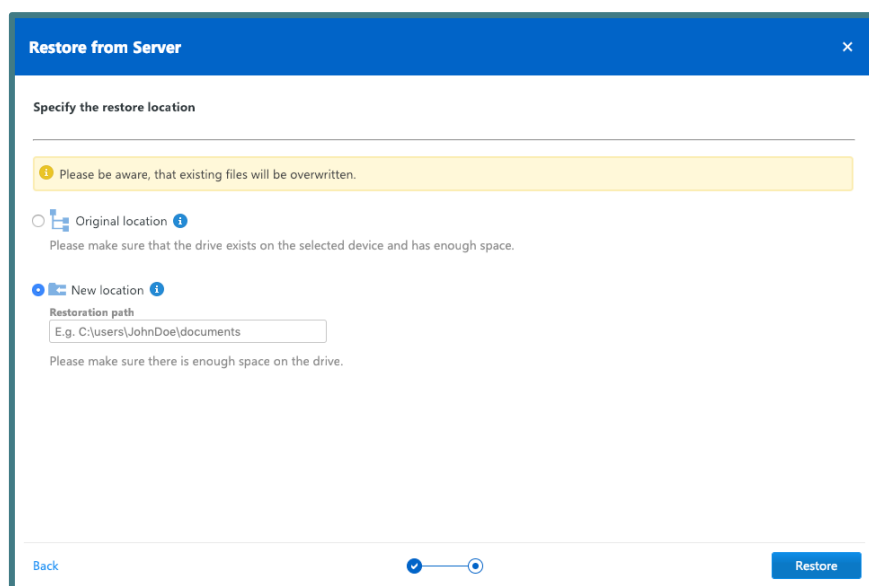 Restore from Server
Specify the restore location
Please be aware, that existing files will be overwritten.
Original location
Please make sure that the drive exists on the selected device and has enough space.
New location
Restoration path
E.g. C:\users\JohnDoe\documents
Please make sure there is enough space on the drive.
Back
Restore